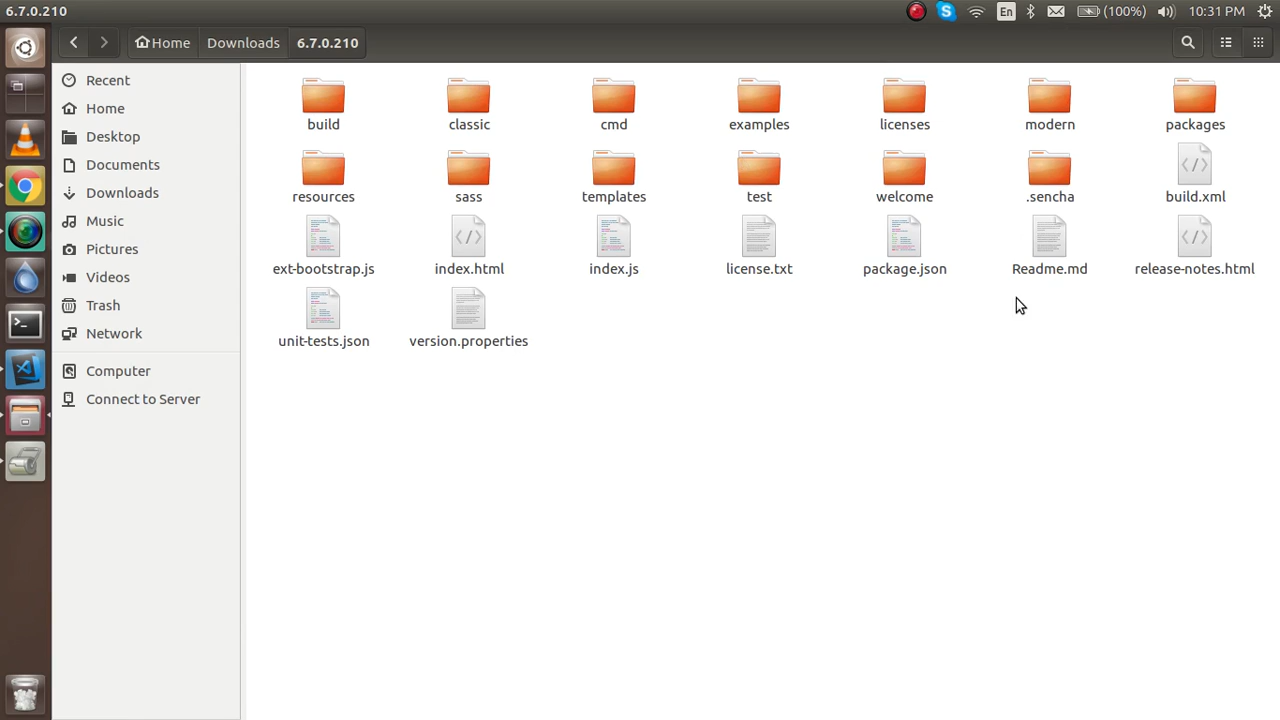 6.7.0.210 En (100%) 10:31 PM
Home Downloads 6.7.0.210
Recent
Home
Desktop
Documents
Downloads
Music
Pictures
Videos
Trash
Network
Computer
Connect to Server
build classic cmd examples licenses modern packages
resources sass templates test welcome .sencha build.xml
ext-bootstrap.js index.html index.js license.txt package.json Readme.md release-notes.html
unit-tests.json version.properties